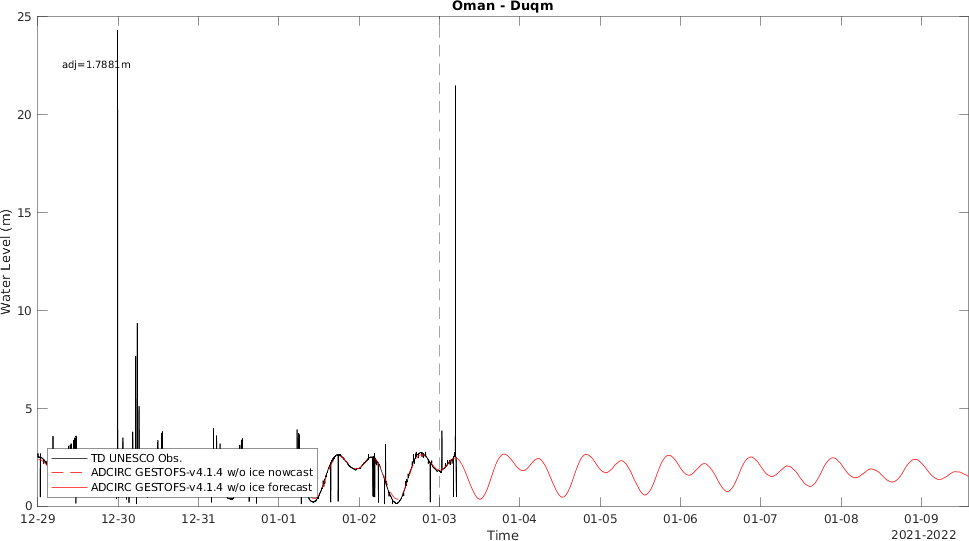 Oman - Duqm
25
adj=1.7881m
20
15
10
5
0
Water Level (m)
TD UNESCO Obs.
ADCIRC GESTOFS-v4.1.4 w/o ice nowcast
ADCIRC GESTOFS-v4.1.4 w/o ice forecast
12-29 12-30 12-31 01-01 01-02 01-03 01-04 01-05 01-06 01-07 01-08 01-09
Time
2021-2022